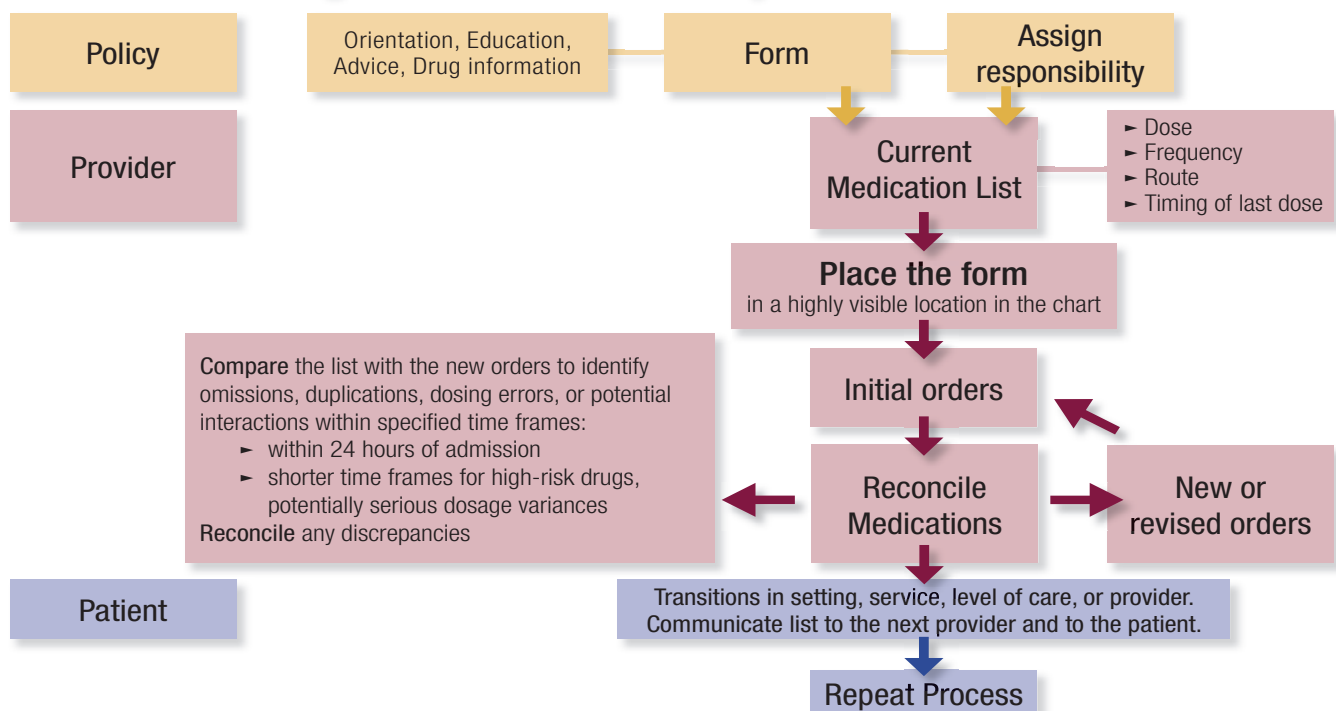 Policy
Orientation, Education,
Advice, Drug information
Form
Assign
responsibility
Provider
Current
Medication List
► Dose
► Frequency
► Route
► Timing of last dose
Place the form
in a highly visible location in the chart
Compare the list with the new orders to identify
omissions, duplications, dosing errors, or potential
interactions within specified time frames:
► within 24 hours of admission
► shorter time frames for high-risk drugs,
potentially serious dosage variances
Reconcile any discrepancies
Initial orders
Reconcile
Medications
New or
revised orders
Patient
Transitions in setting, service, level of care, or provider.
Communicate list to the next provider and to the patient.
Repeat Process